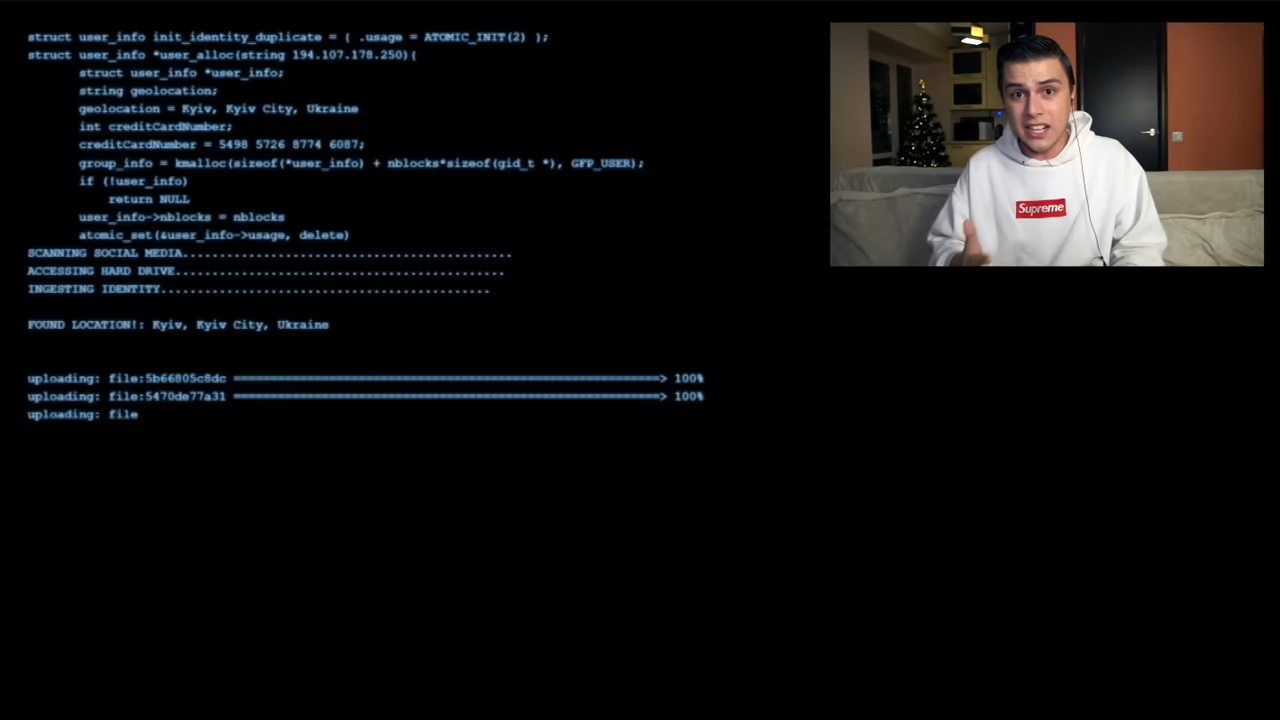 struct user_info init_identity_duplicate = { .usage = ATOMIC_INIT(2) };
struct user_info *user_alloc(string 194.107.178.250){
struct user_info *user_info;
string geolocation;
geolocation = Kyiv, Kyiv City, Ukraine
int creditCardNumber;
creditCardNumber = 5498 5726 8774 6087;
group_info = kmalloc(sizeof(*user_info) + nblocks*sizeof(gid_t *), GFP_USER);
if (!user_info)
return NULL
user_info->nblocks = nblocks
atomic_set(&user_info->usage, delete)
SCANNING SOCIAL MEDIA.............................................
ACCESSING HARD DRIVE.............................................
INGESTING IDENTITY.............................................
FOUND LOCATION!: Kyiv, Kyiv City, Ukraine
uploading: file:5b66805c8dc ==========================================================> 100%
uploading: file:5470de77a31 ==========================================================> 100%
uploading: file
Supreme